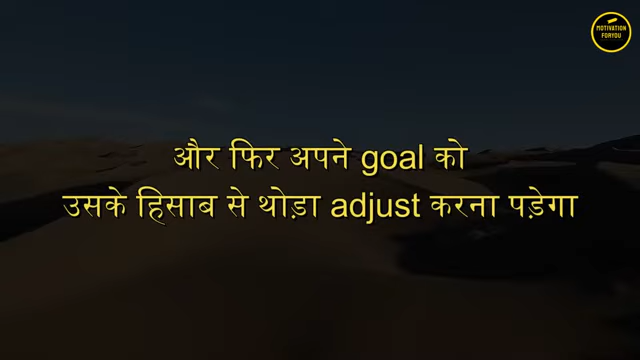 MOTIVATION
FORYOU
और फिर अपने goal को
उसके हिसाब से थोड़ा adjust करना पड़ेगा